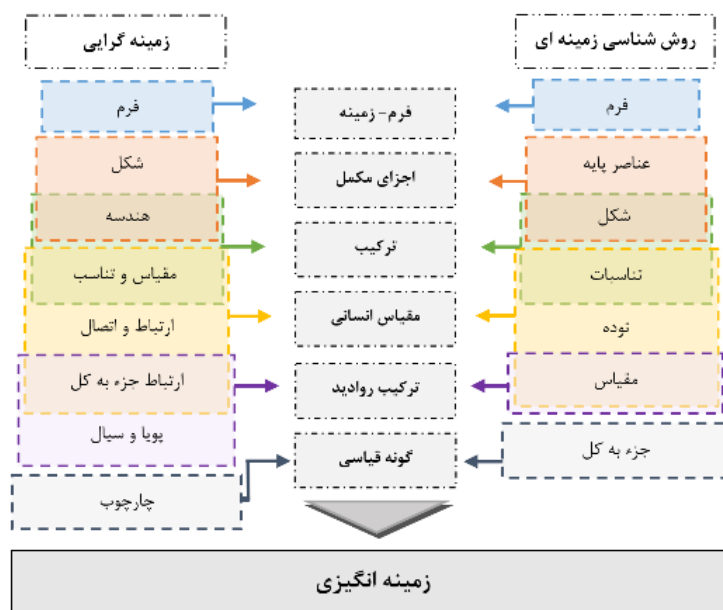 روش شناسی زمینه ای
زمینه گرایی
فرم
فرم- زمینه
فرم
عناصر پایه
اجزای مکمل
شکل
شکل
ترکیب
هندسه
تناسبات
مقیاس انسانی
مقیاس و تناسب
توده
ارتباط و اتصال
مقیاس
ترکیب روادید
ارتباط جزء به کل
پویا و سیال
جزء به کل
گونه قیاسی
چارچوب
زمینه انگیزی